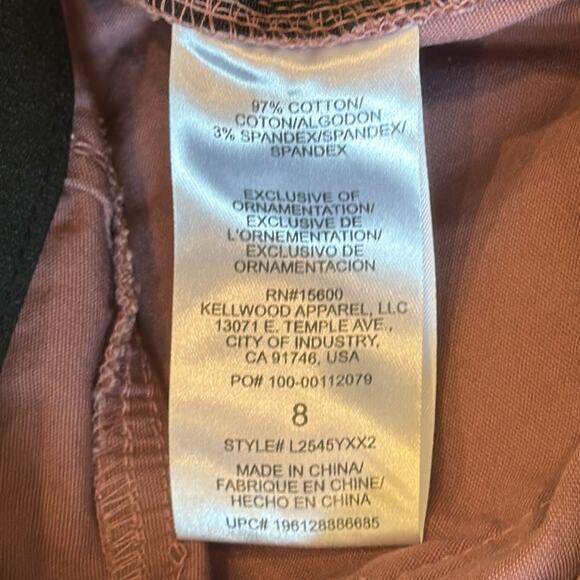 97% COTTON/
COTON/ALGODON
3% SPANDEX/SPANDEX/
SPANDEX
EXCLUSIVE OF
ORNAMENTATION/
EXCLUSIVE DE
L'ORNEMENTATION/
EXCLUSIVO DE
ORNAMENTACION
RN#15600
KELLWOOD APPAREL, LLC
13071 E. TEMPLE AVE.,
CITY OF INDUSTRY,
CA 91746, USA
PO# 100-00112079
8
STYLE# L2545YXX2
MADE IN CHINA/
FABRIQUE EN CHINE/
HECHO EN CHINA
UPC# 196128886685